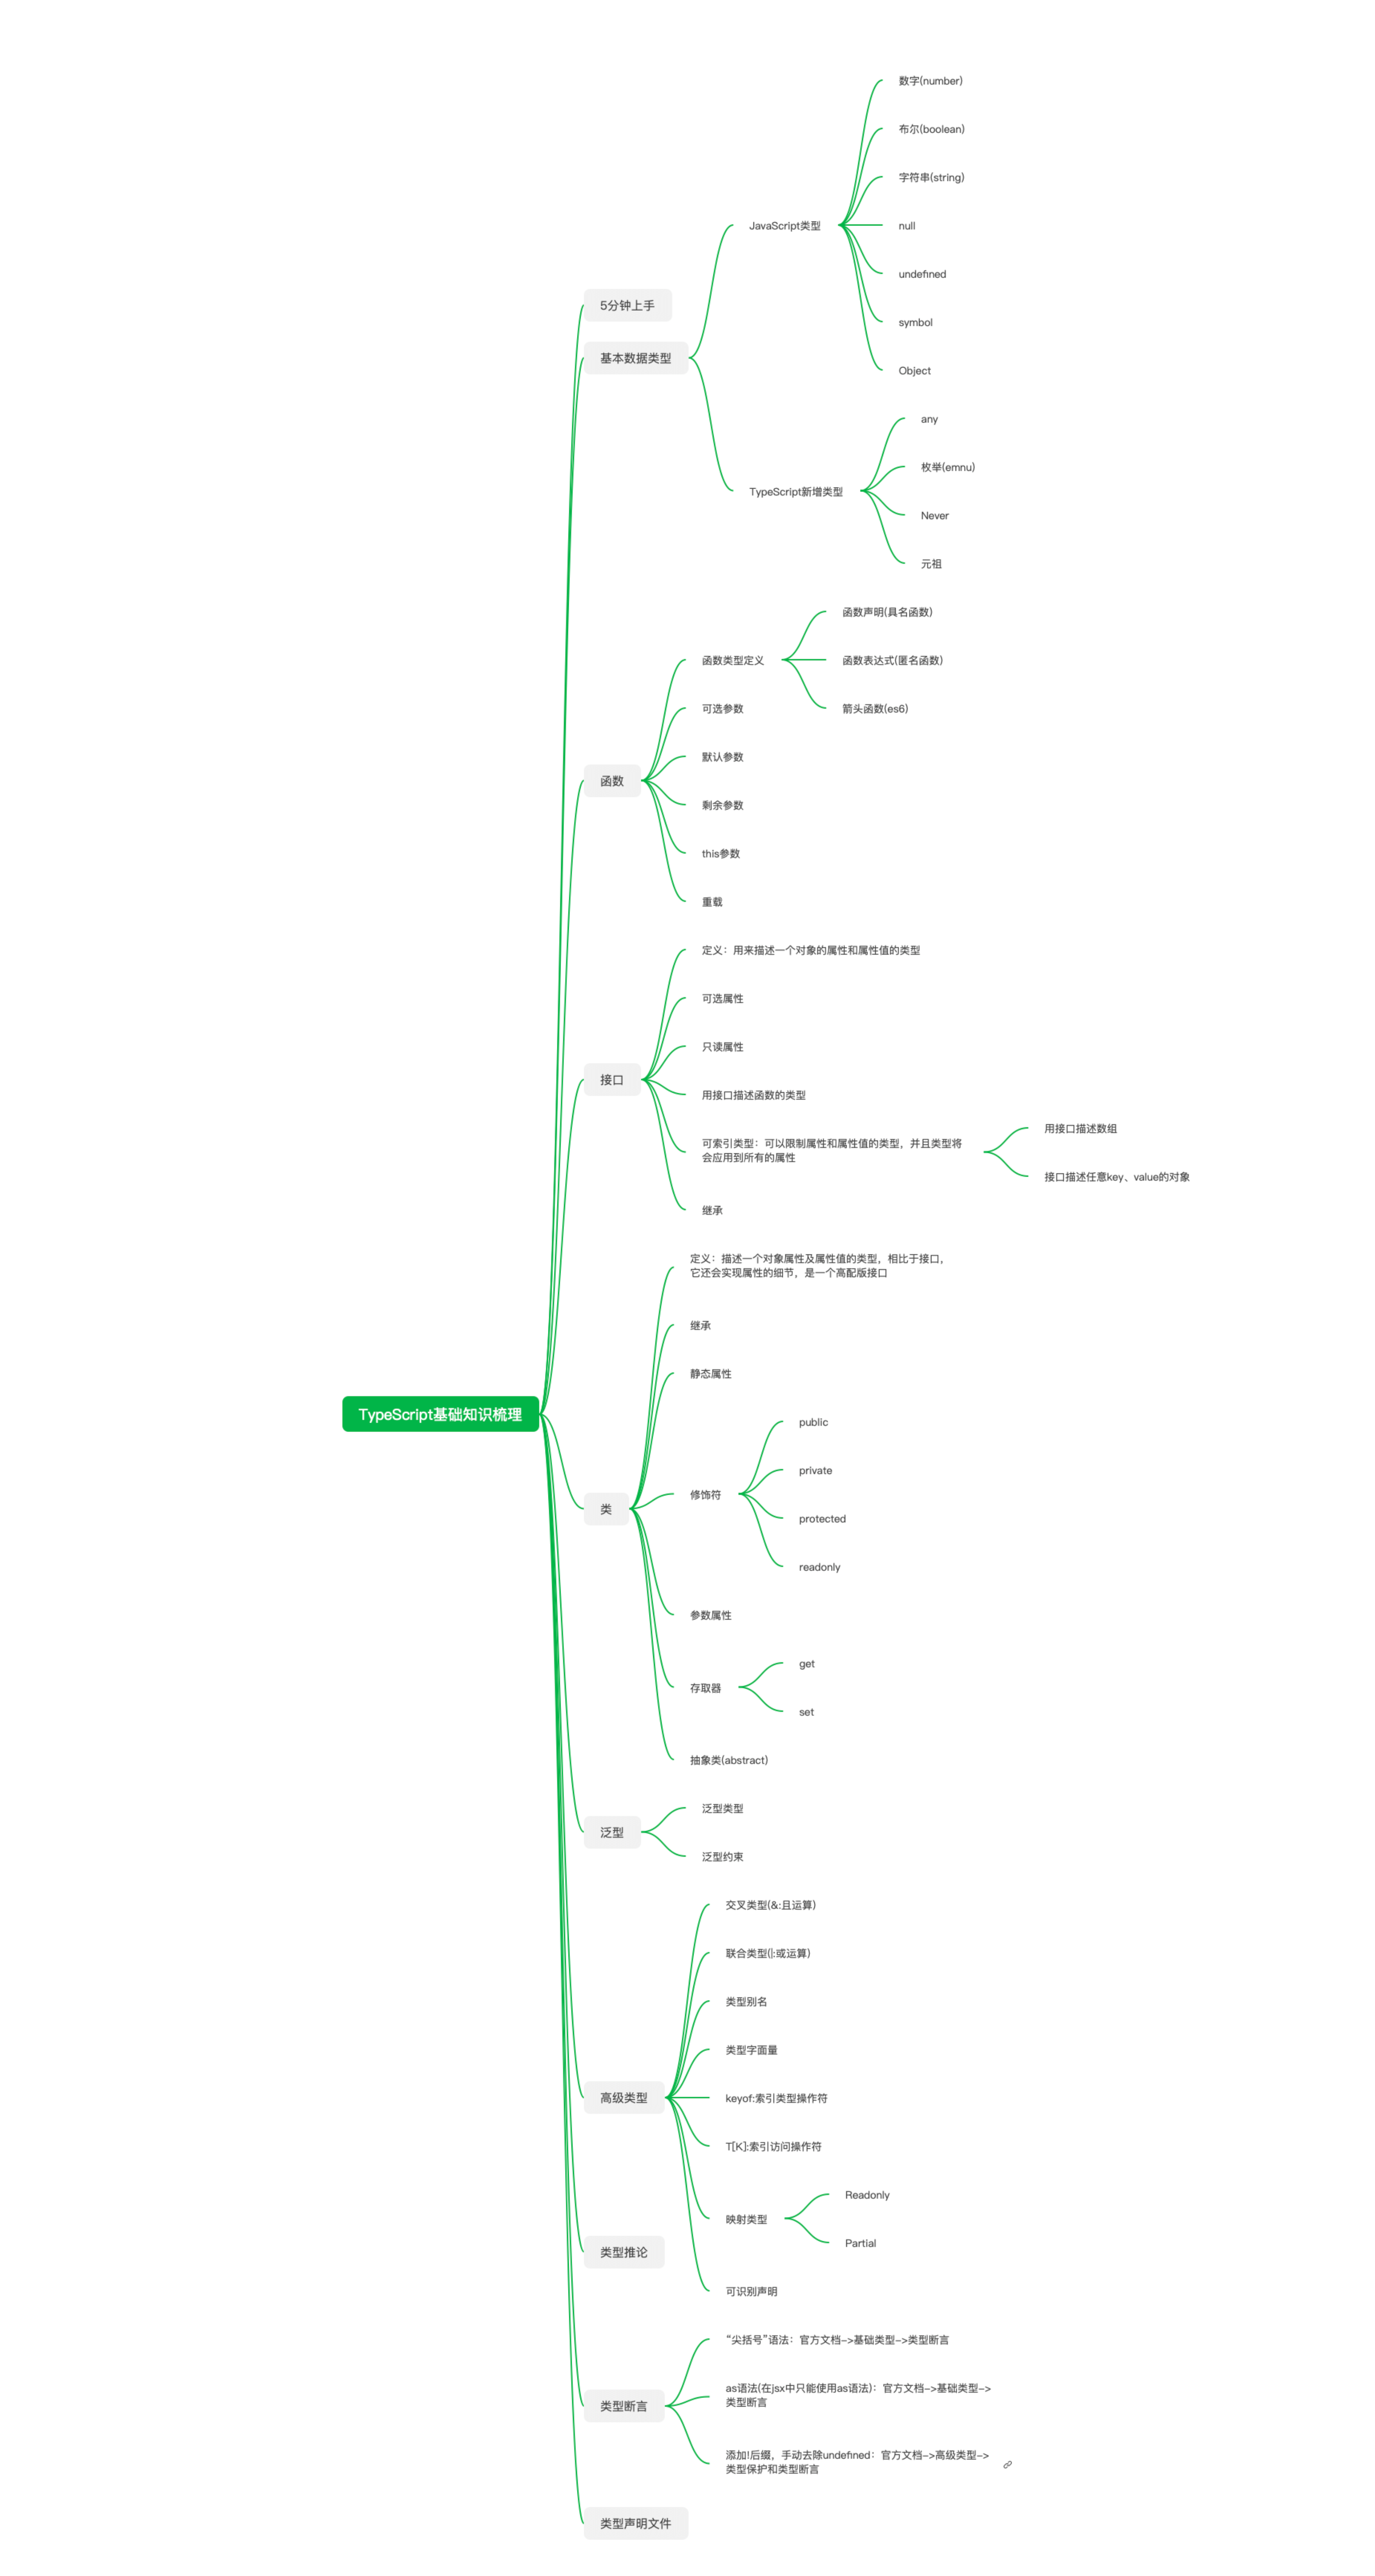 数字(number)
布尔(boolean)
字符串(string)
JavaScript类型
null
undefined
5分钟上手
symbol
基本数据类型
Object
any
枚举(emnu)
TypeScript新增类型
Never
元祖
函数声明(具名函数)
函数类型定义
函数表达式(匿名函数)
可选参数
箭头函数(es6)
默认参数
函数
剩余参数
this参数
重载
定义：用来描述一个对象的属性和属性值的类型
可选属性
只读属性
接口
用接口描述函数的类型
用接口描述数组
可索引类型：可以限制属性和属性值的类型，并且类型将
会应用到所有的属性
接口描述任意key、value的对象
继承
定义：描述一个对象属性及属性值的类型，相比于接口，
它还会实现属性的细节，是一个高配版接口
继承
静态属性
TypeScript基础知识梳理
public
private
修饰符
类
protected
readonly
参数属性
get
存取器
set
抽象类(abstract)
泛型类型
泛型
泛型约束
交叉类型(&:且运算)
联合类型(|:或运算)
类型别名
类型字面量
高级类型
keyof:索引类型操作符
T[K]:索引访问操作符
Readonly
映射类型
Partial
类型推论
可识别声明
“尖括号”语法：官方文档->基础类型->类型断言
as语法(在jsx中只能使用as语法)：官方文档->基础类型->
类型断言
类型断言
添加!后缀，手动去除undefined：官方文档->高级类型->
类型保护和类型断言
类型声明文件